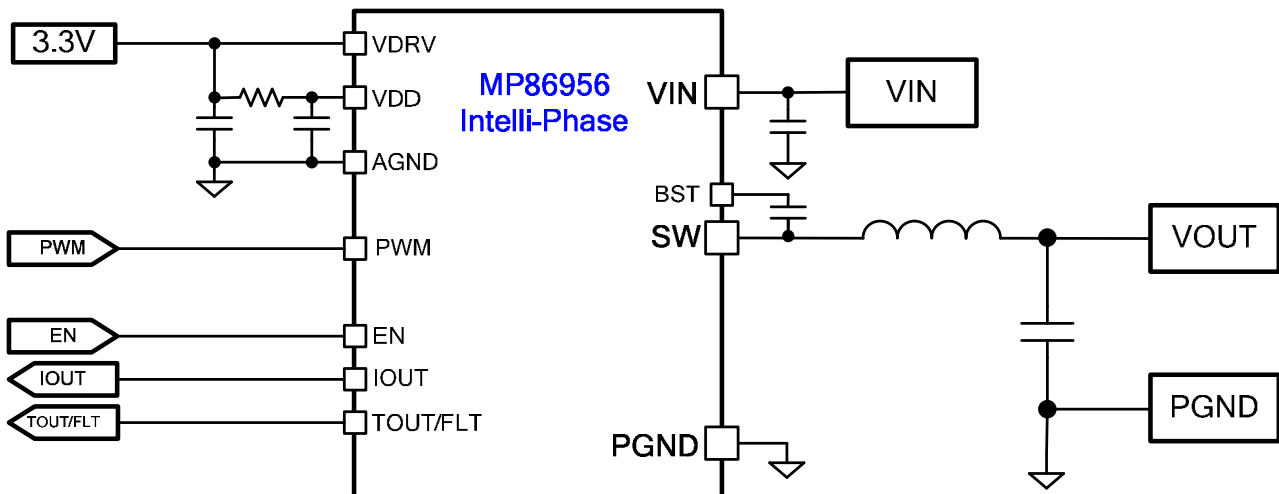 3.3V
VDRV
VDD
AGND
PWM
PWM
EN
EN
IOUT
IOUT
TOUT/FLT
TOUT/FLT
MP86956
Intelli-Phase
VIN
VIN
BST
SW
VOUT
PGND
PGND